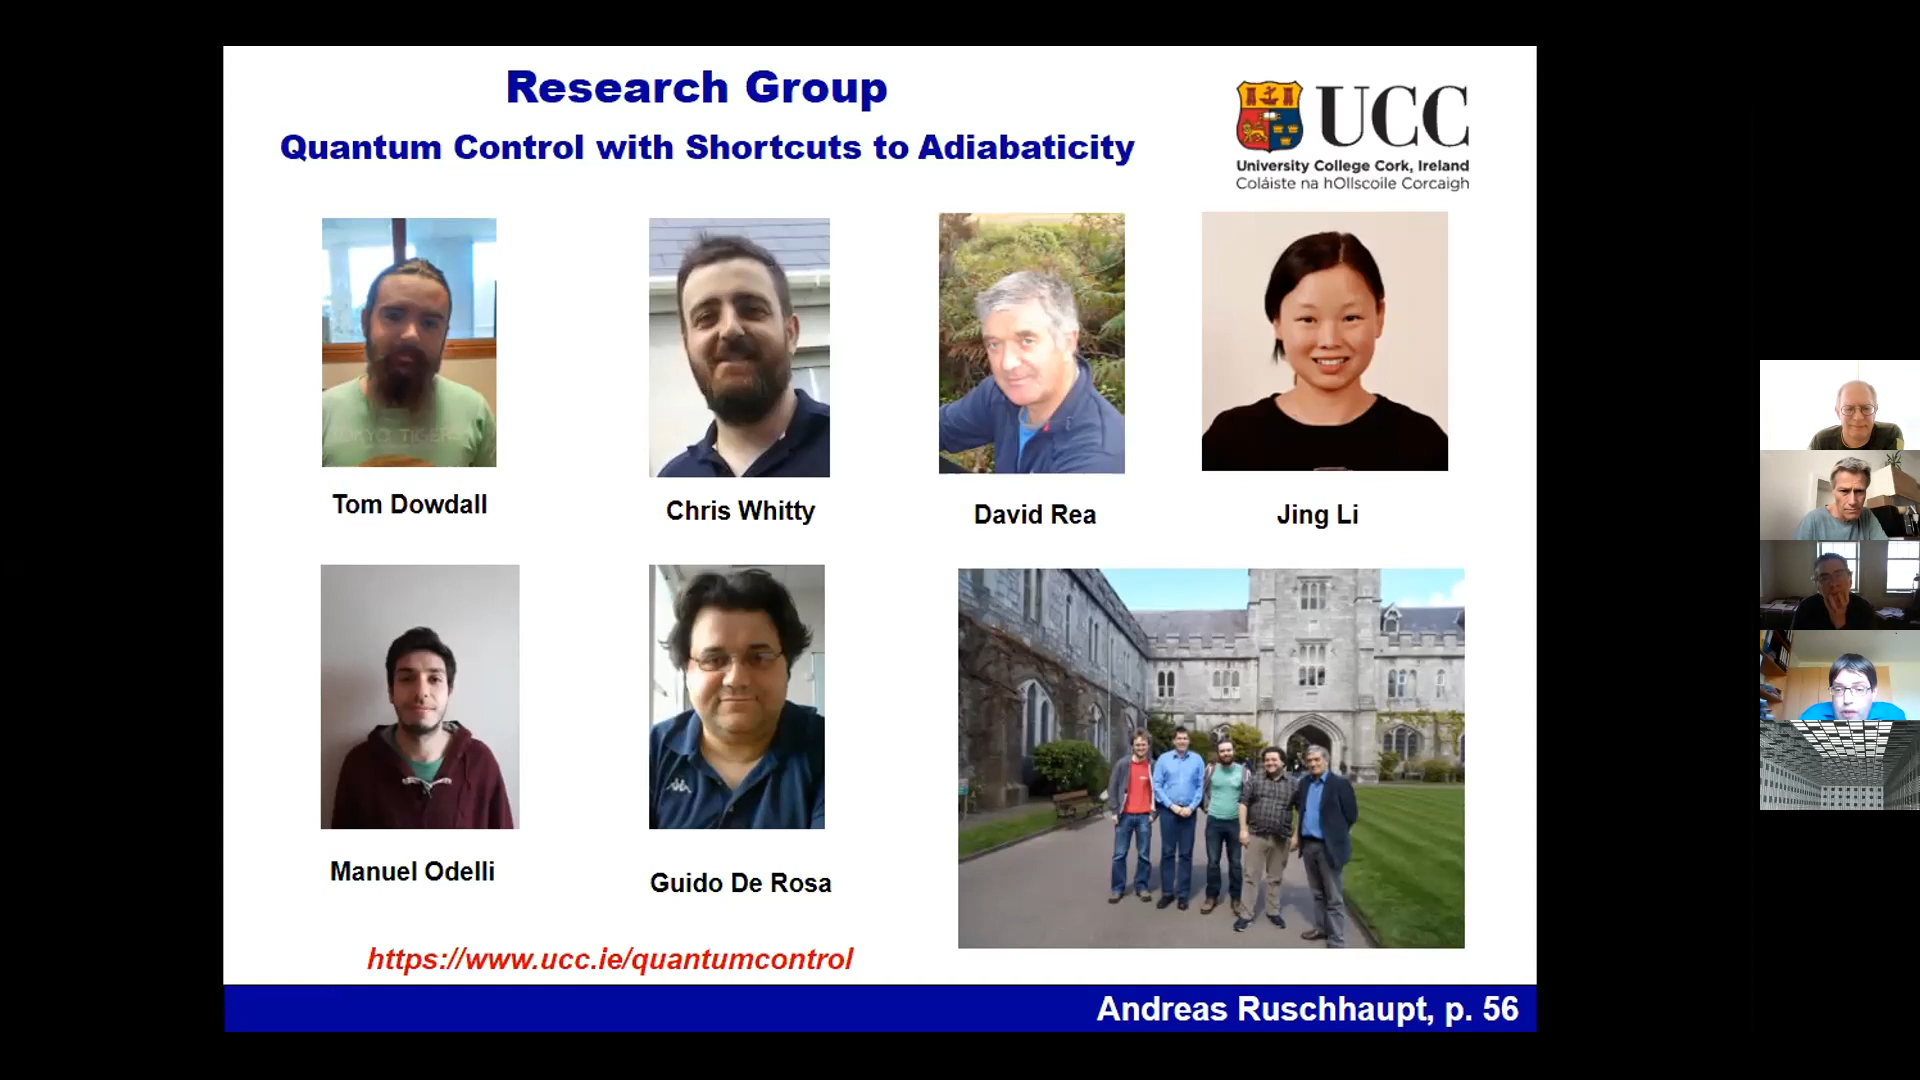 Research Group
Quantum Control with Shortcuts to Adiabaticity
UCC
University College Cork, Ireland
Coláiste na hOllscoile Corcaigh
Tom Dowdall
Chris Whitty
David Rea
Jing Li
Manuel Odelli
Guido De Rosa
https://www.ucc.ie/quantumcontrol
Andreas Ruschhaupt, p. 56